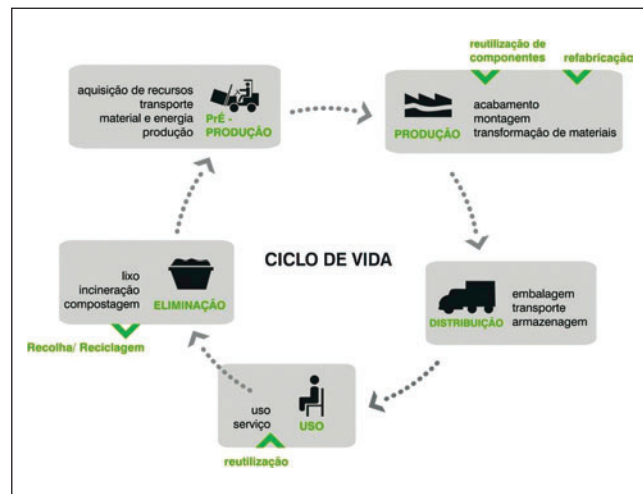 reutilização de
componentes
refabricação
aquisição de recursos
transporte
material e energia
produção
PrÉ -
PRODUÇÃO
PRODUÇÃO
acabamento
montagem
transformação de materiais
CICLO DE VIDA
lixo
incineração
compostagem
ELIMINAÇÃO
Recolha/ Reciclagem
DISTRIBUIÇÃO
embalagem
transporte
armazenagem
uso
serviço
USO
reutilização